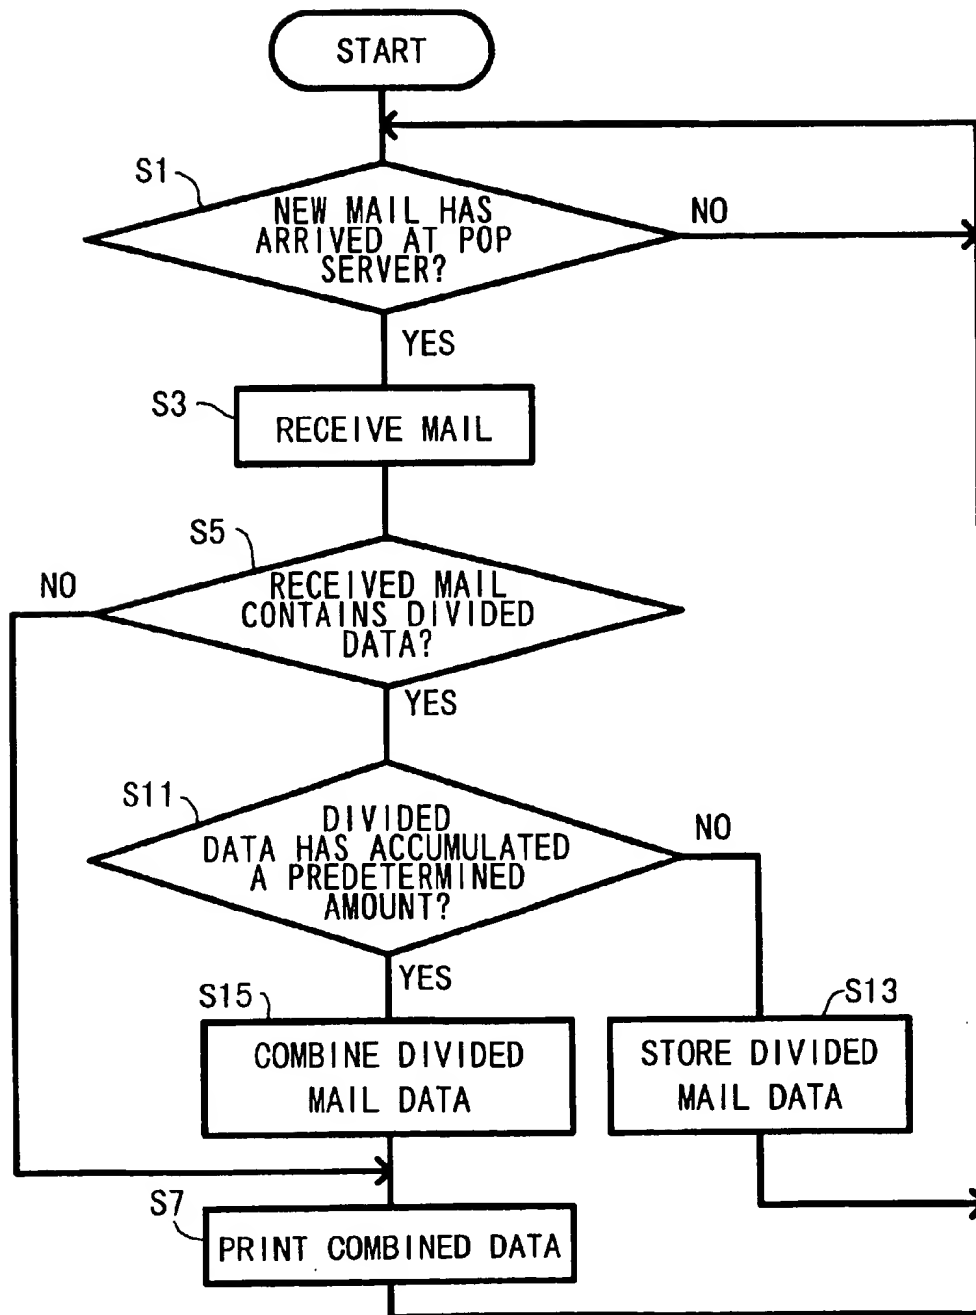 START
S1
NEW MAIL HAS
ARRIVED AT POP
SERVER?
NO
YES
S3
RECEIVE MAIL
S5
NO
RECEIVED MAIL
CONTAINS DIVIDED
DATA?
YES
S11
DIVIDED
DATA HAS ACCUMULATED
A PREDETERMINED
AMOUNT?
NO
YES
S15
COMBINE DIVIDED
MAIL DATA
S13
STORE DIVIDED
MAIL DATA
S7
PRINT COMBINED DATA